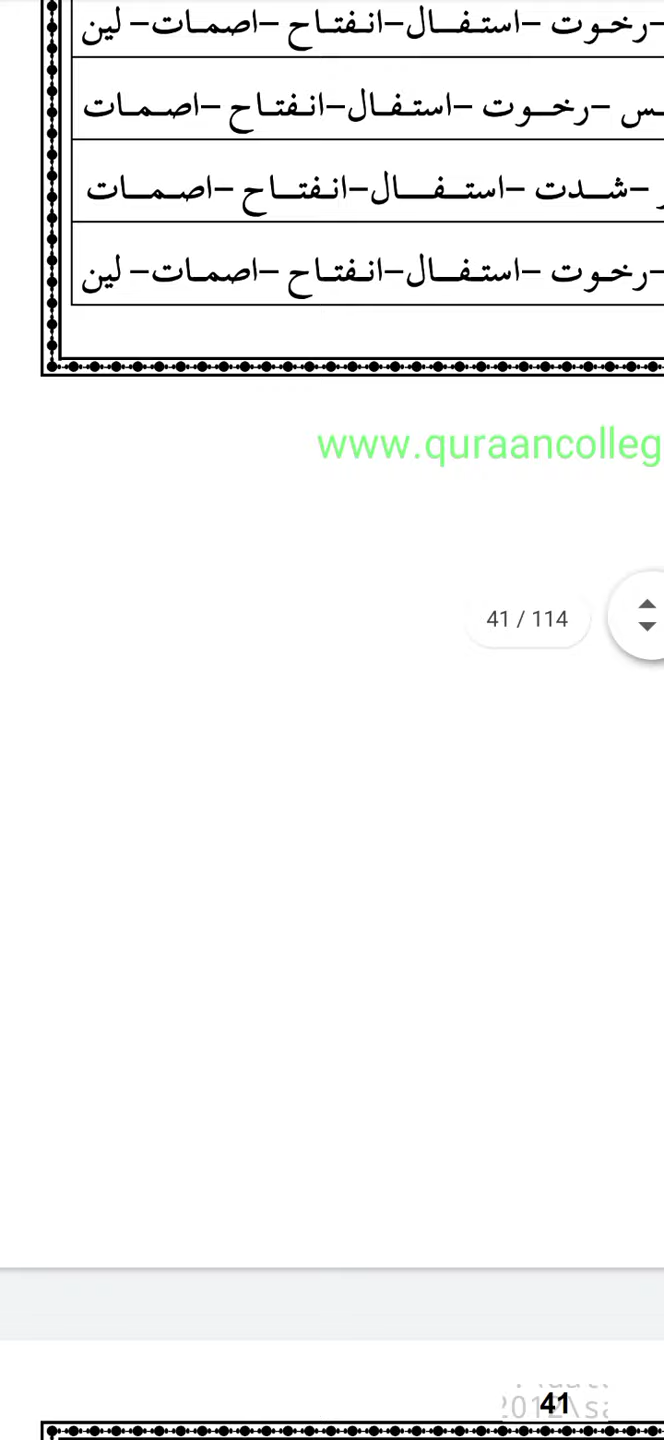 –رخوت –استفال–انفتاح –اصمات– لین
–رخوت –استفال–انفتاح –اصمات
–شدت –استفال–انفتاح –اصمات
–رخوت –استفال–انفتاح –اصمات– لین
www.quraancolleg
41 / 114
41